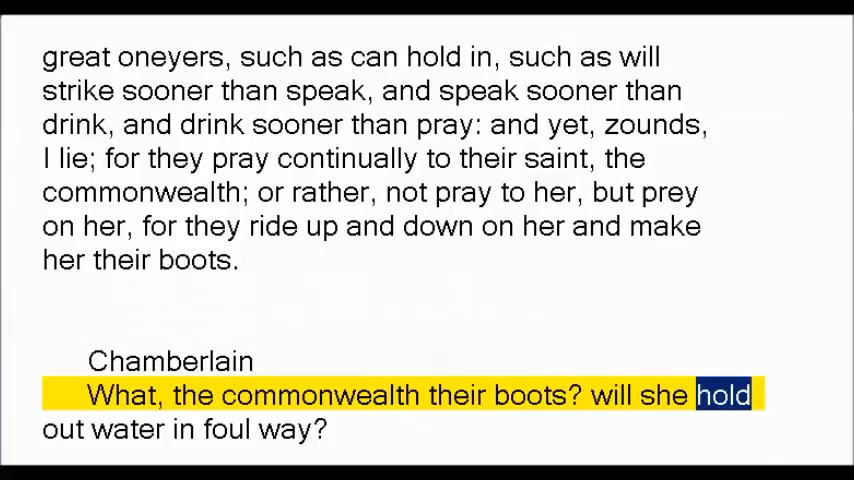 great oneyers, such as can hold in, such as will
strike sooner than speak, and speak sooner than
drink, and drink sooner than pray: and yet, zounds,
I lie; for they pray continually to their saint, the
commonwealth; or rather, not pray to her, but prey
on her, for they ride up and down on her and make
her their boots.
Chamberlain
What, the commonwealth their boots? will she hold
out water in foul way?